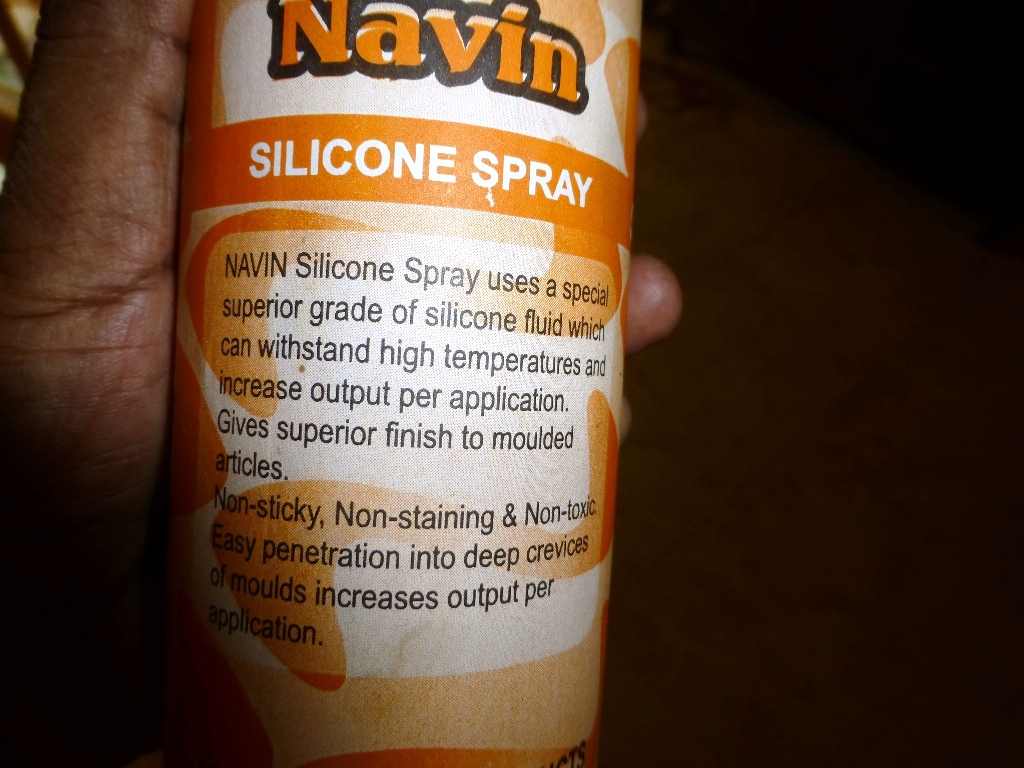 Navin
SILICONE SPRAY
NAVIN Silicone Spray uses a special
superior grade of silicone fluid which
can withstand high temperatures and
increase output per application.
Gives superior finish to moulded
articles.
Non-sticky, Non-staining & Non-toxic.
Easy penetration into deep crevices
of moulds increases output per
application.